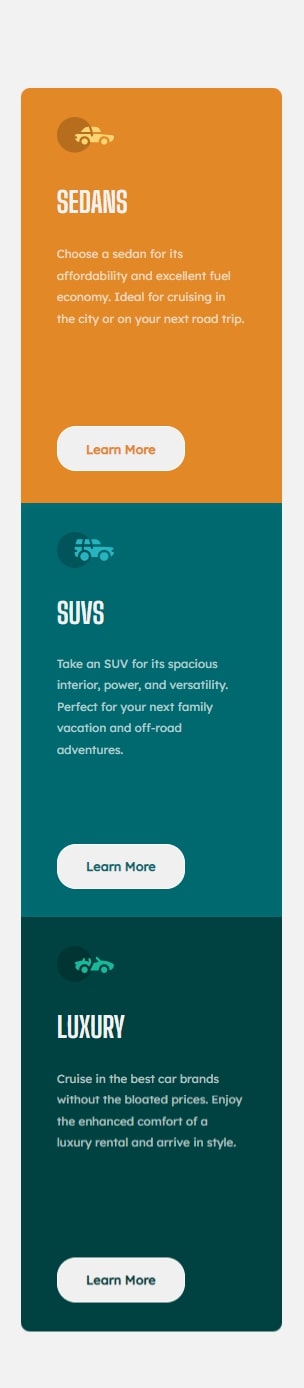 SEDANS
Choose a sedan for its
affordability and excellent fuel
economy. Ideal for cruising in
the city or on your next road trip.
Learn More
SUVS
Take an SUV for its spacious
interior, power, and versatility.
Perfect for your next family
vacation and off-road
adventures.
Learn More
LUXURY
Cruise in the best car brands
without the bloated prices. Enjoy
the enhanced comfort of a
luxury rental and arrive in style.
Learn More